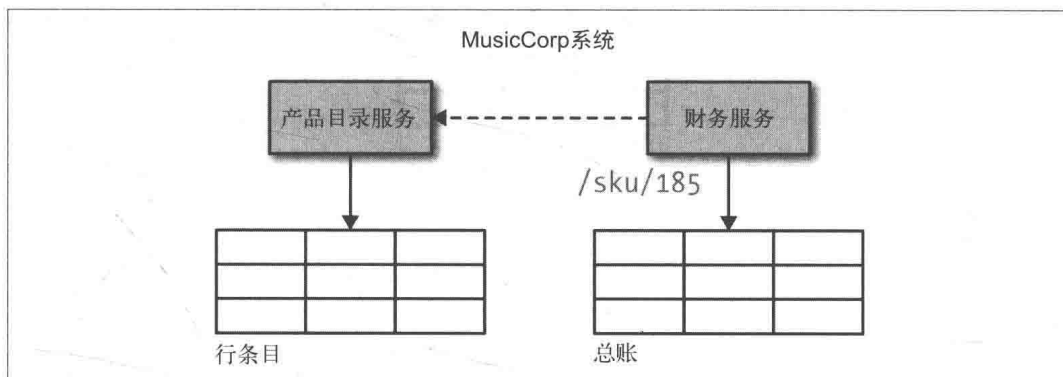 MusicCorp系统
产品目录服务
财务服务
/sku/185
行条目
总账